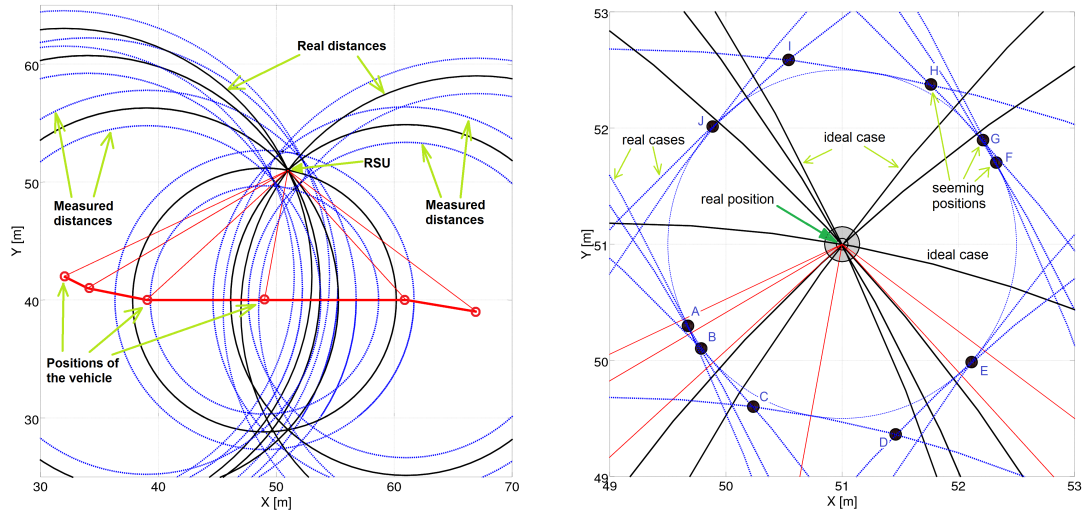 Real distances
RSU
Measured
distances
Measured
distances
Positions of
the vehicle
60
50
40
30
Y [m]
30
40
50
60
70
X [m]
53
52
51
50
49
Y[m]
49
50
51
52
53
X [m]
I
H
J
G
F
real cases
ideal case
seeming
positions
real position
ideal case
A
B
C
D
E